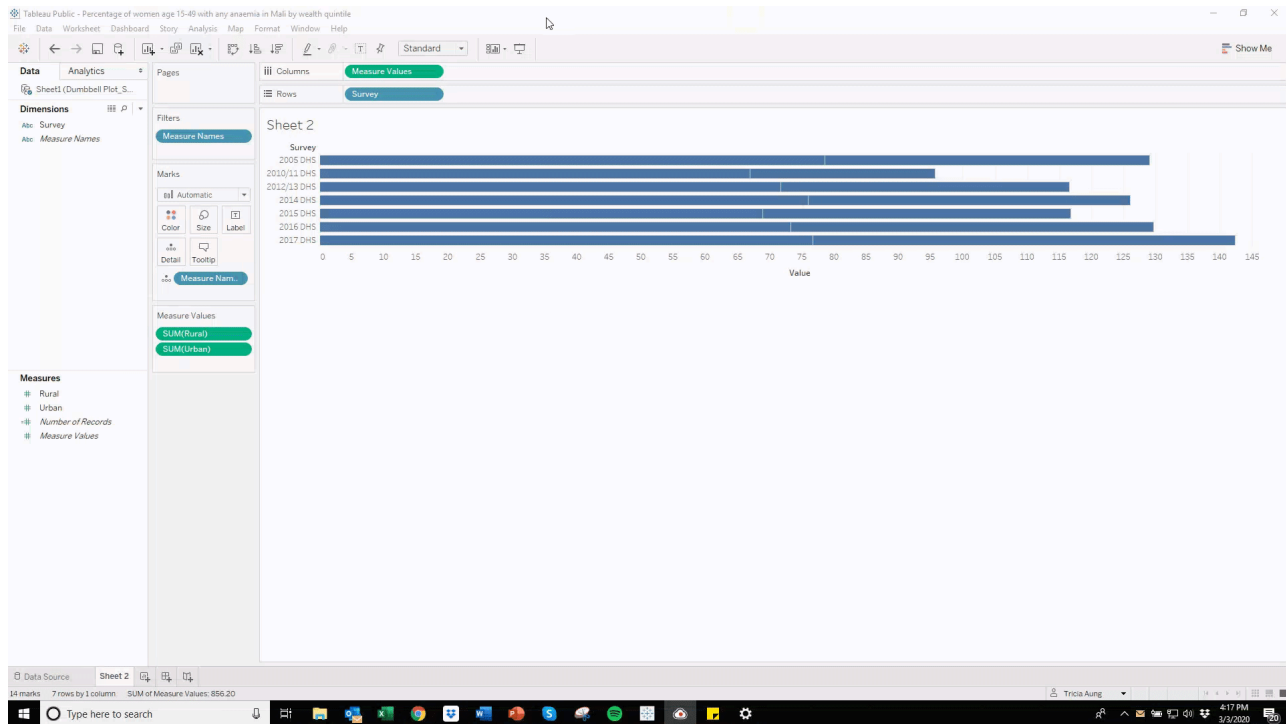 Tableau Public - Percentage of women age 15-49 with any anaemia in Mali by wealth quintile
File Data Worksheet Dashboard Story Analysis Map Format Window Help
Standard
Show Me
Data Analytics
Sheet1 (Dumbbell Plot_S...
Dimensions
Abc Survey
Abc Measure Names
Measures
# Rural
# Urban
=# Number of Records
# Measure Values
Pages
Filters
Measure Names
Marks
Automatic
Color Size Label
Detail Tooltip
Measure Nam..
Measure Values
SUM(Rural)
SUM(Urban)
iii Columns Measure Values
Rows Survey
Sheet 2
Survey
2005 DHS
2010/11 DHS
2012/13 DHS
2014 DHS
2015 DHS
2016 DHS
2017 DHS
0 5 10 15 20 25 30 35 40 45 50 55 60 65 70 75 80 85 90 95 100 105 110 115 120 125 130 135 140 145
Value
Data Source Sheet 2
14 marks 7 rows by 1 column SUM of Measure Values: 856.20
Tricia Aung
Type here to search
4:17 PM
3/3/2020